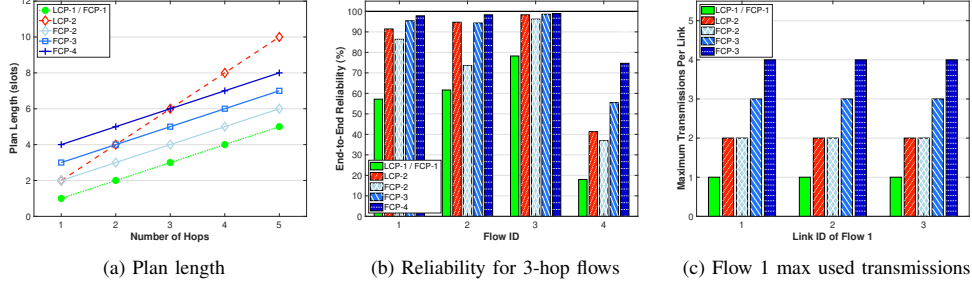 LCP-1 / FCP-1
LCP-2
FCP-2
FCP-3
FCP-4
Plan Length (slots)
12
10
8
6
4
2
0
1 2 3 4 5
Number of Hops
(a) Plan length
End-to-End Reliability (%)
100
90
80
70
60
50
40
30
20
10
0
LCP-1 / FCP-1
LCP-2
FCP-2
FCP-3
FCP-4
1 2 3 4
Flow ID
(b) Reliability for 3-hop flows
LCP-1 / FCP-1
LCP-2
FCP-2
FCP-3
FCP-3
Maximum Transmissions Per Link
5
4
3
2
1
0
1 2 3
Link ID of Flow 1
(c) Flow 1 max used transmissions